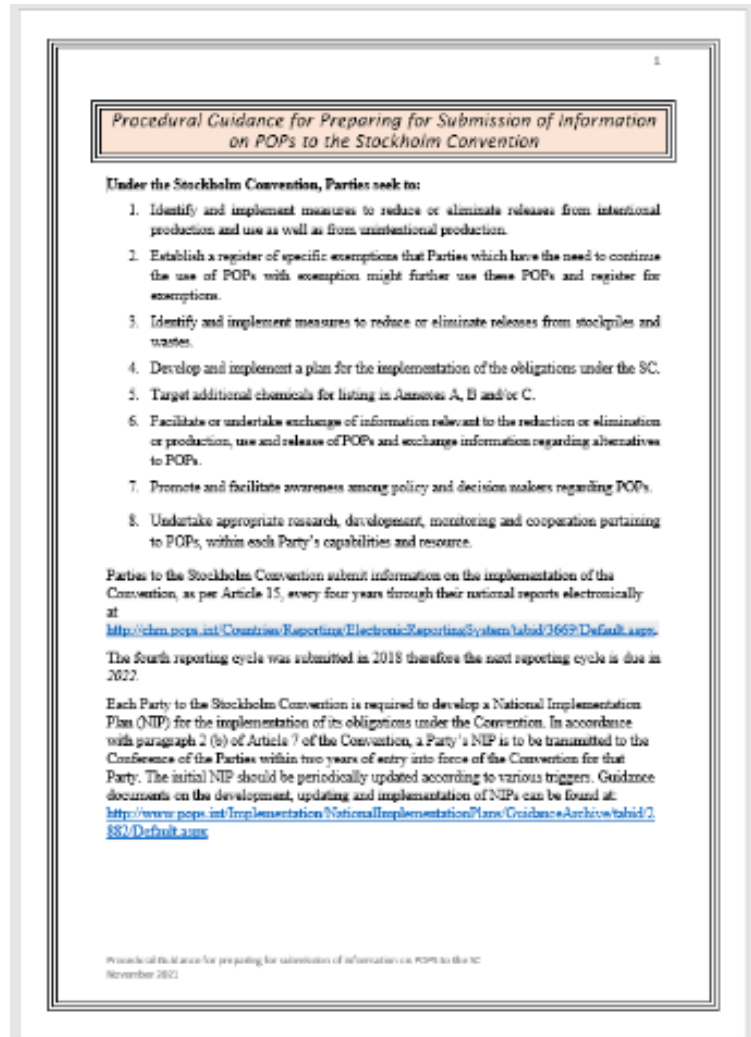 1
Procedural Guidance for Preparing for Submission of Information
on POPs to the Stockholm Convention
Under the Stockholm Convention, Parties seek to:
1. Identify and implement measures to reduce or eliminate releases from intentional
production and use as well as from unintentional production.
2. Establish a register of specific exemptions that Parties which have the need to continue
the use of POPs with exemption might further use these POPs and register for
exemptions.
3. Identify and implement measures to reduce or eliminate releases from stockpiles and
wastes.
4. Develop and implement a plan for the implementation of the obligations under the SC.
5. Target additional chemicals for listing in Annexes A, B and/or C.
6. Facilitate or undertake exchange of information relevant to the reduction or elimination
or production, use and release of POPs and exchange information regarding alternatives
to POPs.
7. Promote and facilitate awareness among policy and decision makers regarding POPs.
8. Undertake appropriate research, development, monitoring and cooperation pertaining
to POPs, within each Party's capabilities and resource.
Parties to the Stockholm Convention submit information on the implementation of the
Convention, as per Article 15, every four years through their national reports electronically
at
http://chm.pops.int/Countries/Reporting/ElectronicReportingSystem/tabid/3669/Default.aspx.
The fourth reporting cycle was submitted in 2018 therefore the next reporting cycle is due in
2022.
Each Party to the Stockholm Convention is required to develop a National Implementation
Plan (NIP) for the implementation of its obligations under the Convention. In accordance
with paragraph 2 (b) of Article 7 of the Convention, a Party's NIP is to be transmitted to the
Conference of the Parties within two years of entry into force of the Convention for that
Party. The initial NIP should be periodically updated according to various triggers. Guidance
documents on the development, updating and implementation of NIPs can be found at:
http://www.pops.int/Implementation/NationalImplementationPlans/GuidanceArchive/tabid/2
882/Default.aspx
Procedural Guidance for preparing for submission of information on POPS to the SC
November 2021